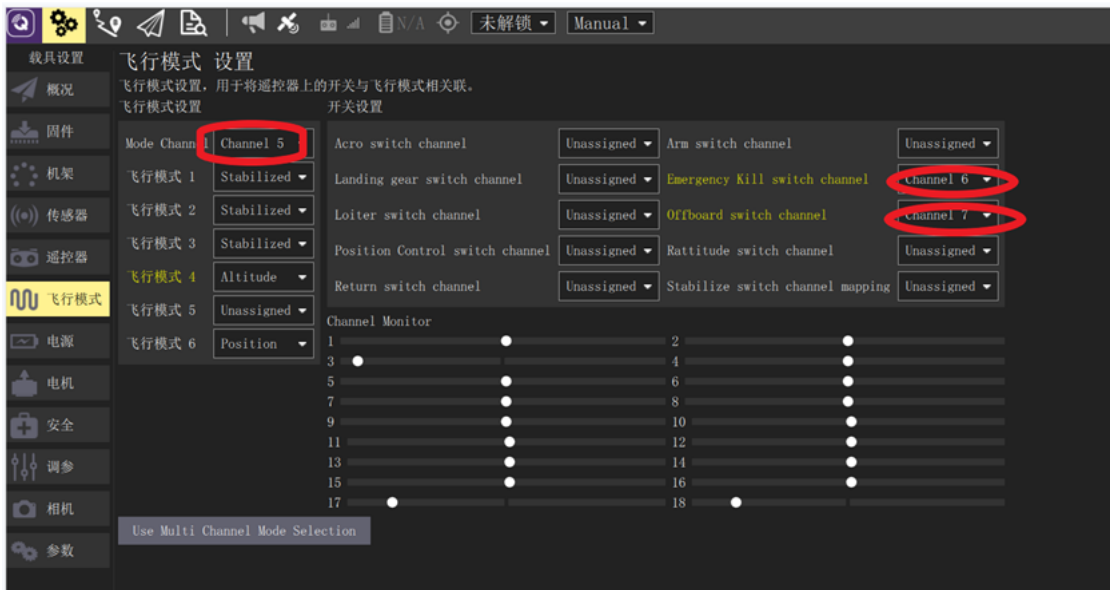 N/A 未解锁 Manual
载具设置
概况
固件
机架
传感器
遥控器
飞行模式
电源
电机
安全
调参
相机
参数
飞行模式 设置
飞行模式设置，用于将遥控器上的开关与飞行模式相关联。
飞行模式设置
Mode Channel Channel 5
飞行模式 1 Stabilized
飞行模式 2 Stabilized
飞行模式 3 Stabilized
飞行模式 4 Altitude
飞行模式 5 Unassigned
飞行模式 6 Position
开关设置
Acro switch channel Unassigned Arm switch channel Unassigned
Landing gear switch channel Unassigned Emergency Kill switch channel Channel 6
Loiter switch channel Unassigned Offboard switch channel Channel 7
Position Control switch channel Unassigned Rattitude switch channel Unassigned
Return switch channel Unassigned Stabilize switch channel mapping Unassigned
Channel Monitor
1 2
3 4
5 6
7 8
9 10
11 12
13 14
15 16
17 18
Use Multi Channel Mode Selection